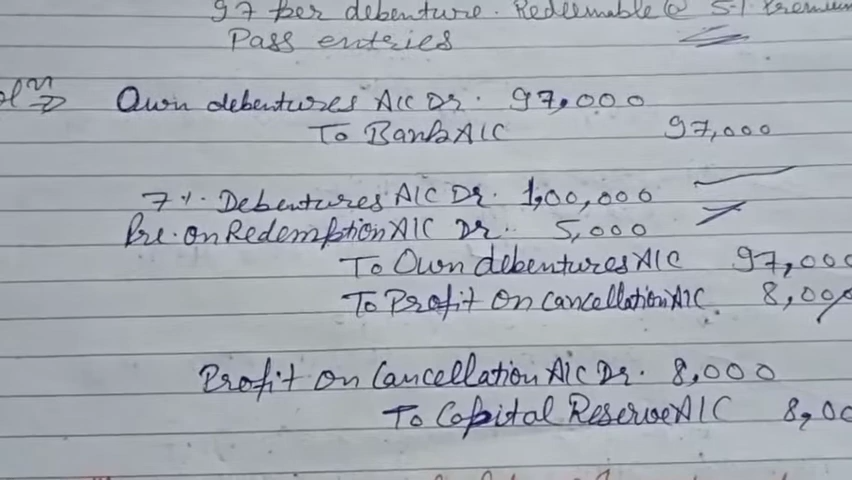 97 per debenture. Redeemable @ 5% Premium
Pass entries
Own debentures A/C Dr. 97,000
To Bank A/C 97,000
7%. Debentures A/C Dr. 1,00,000
Pre. on Redemption A/C Dr.. 5,000
To Own debentures A/C 97,000
To Profit on Cancellation A/C. 8,000
Profit on Cancellation A/C Dr. 8,000
To Capital Reserve A/C 8,00